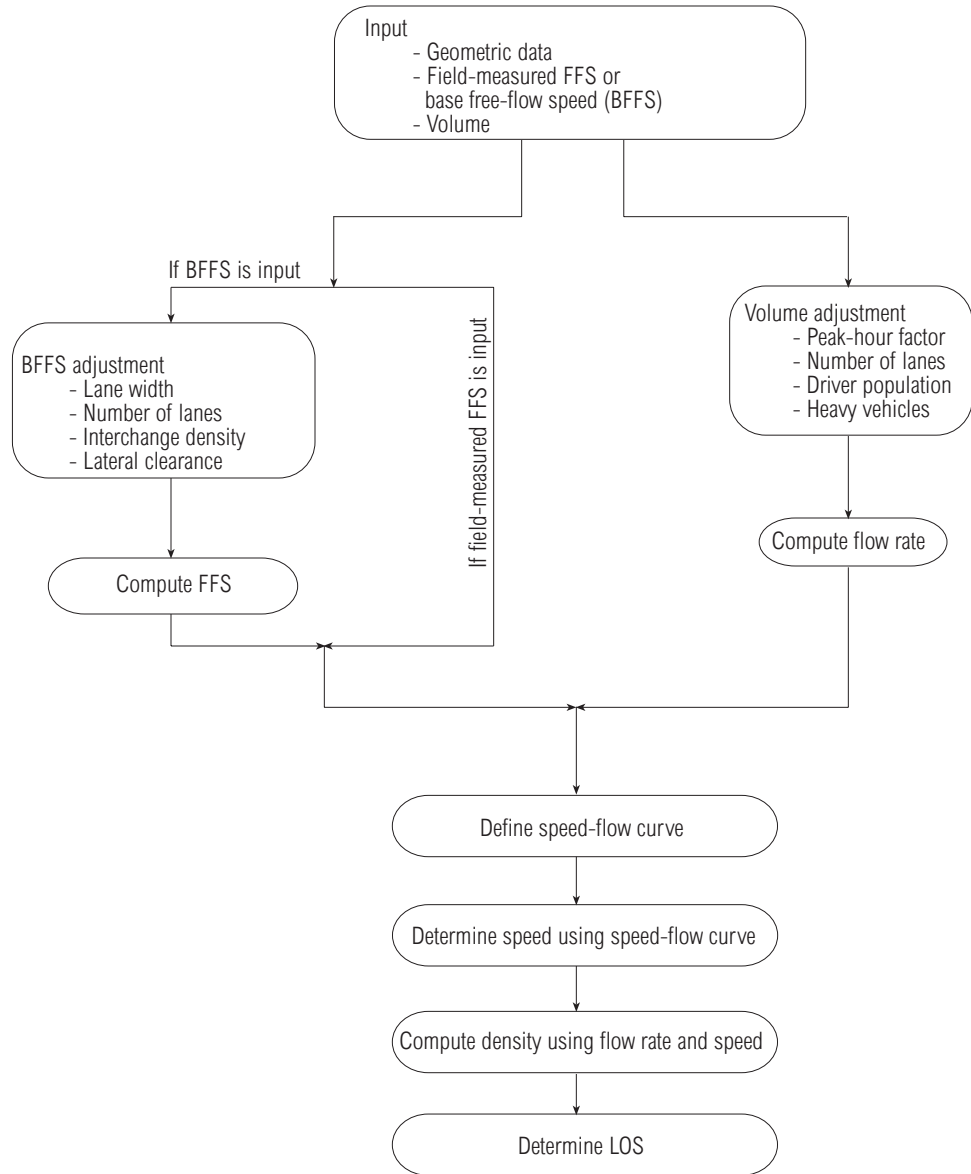 Input
- Geometric data
- Field-measured FFS or
base free-flow speed (BFFS)
- Volume
If BFFS is input
BFFS adjustment
- Lane width
- Number of lanes
- Interchange density
- Lateral clearance
If field-measured FFS is input
Volume adjustment
- Peak-hour factor
- Number of lanes
- Driver population
- Heavy vehicles
Compute FFS
Compute flow rate
Define speed-flow curve
Determine speed using speed-flow curve
Compute density using flow rate and speed
Determine LOS